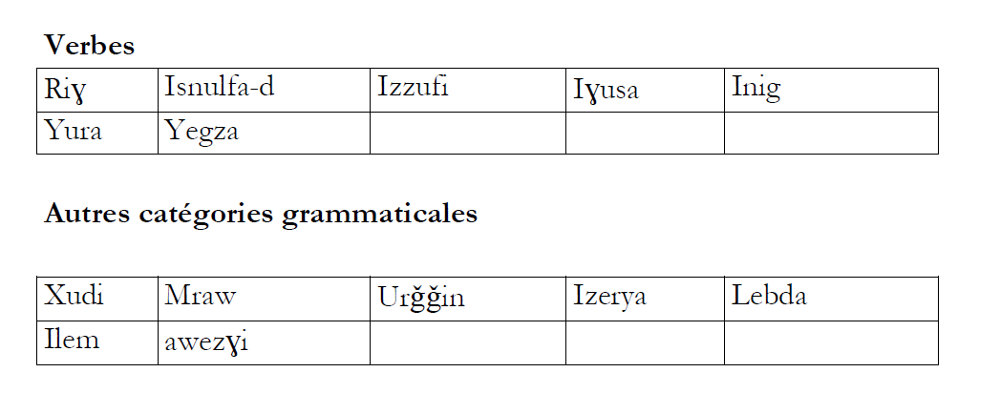 Verbes
Riɣ Isnulfa-d Izzufi Iɣusa Inig
Yura Yegza
Autres catégories grammaticales
Xudi Mraw Urǧǧin Izerya Lebda
Ilem awezɣi